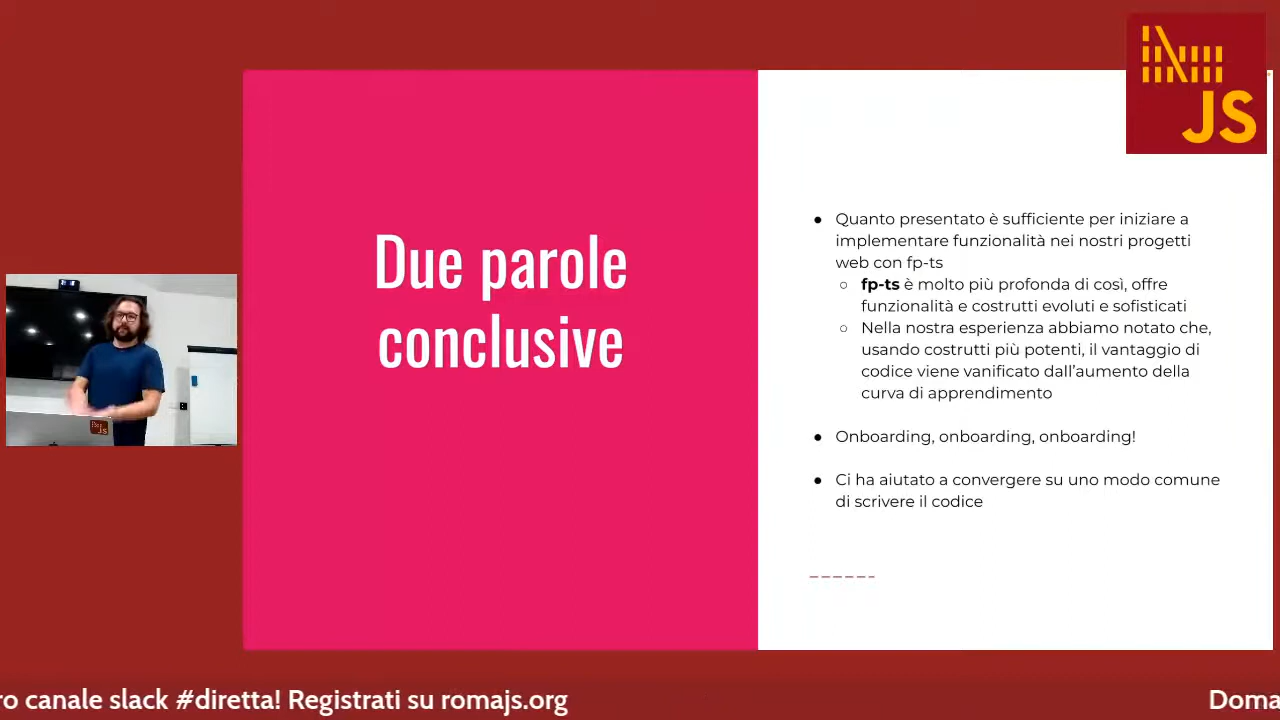 JS
Due parole
conclusive
● Quanto presentato è sufficiente per iniziare a
implementare funzionalità nei nostri progetti
web con fp-ts
○ fp-ts è molto più profonda di così, offre
funzionalità e costrutti evoluti e sofisticati
○ Nella nostra esperienza abbiamo notato che,
usando costrutti più potenti, il vantaggio di
codice viene vanificato dall'aumento della
curva di apprendimento
● Onboarding, onboarding, onboarding!
● Ci ha aiutato a convergere su uno modo comune
di scrivere il codice
JS
ro canale slack #diretta! Registrati su romajs.org
Doma